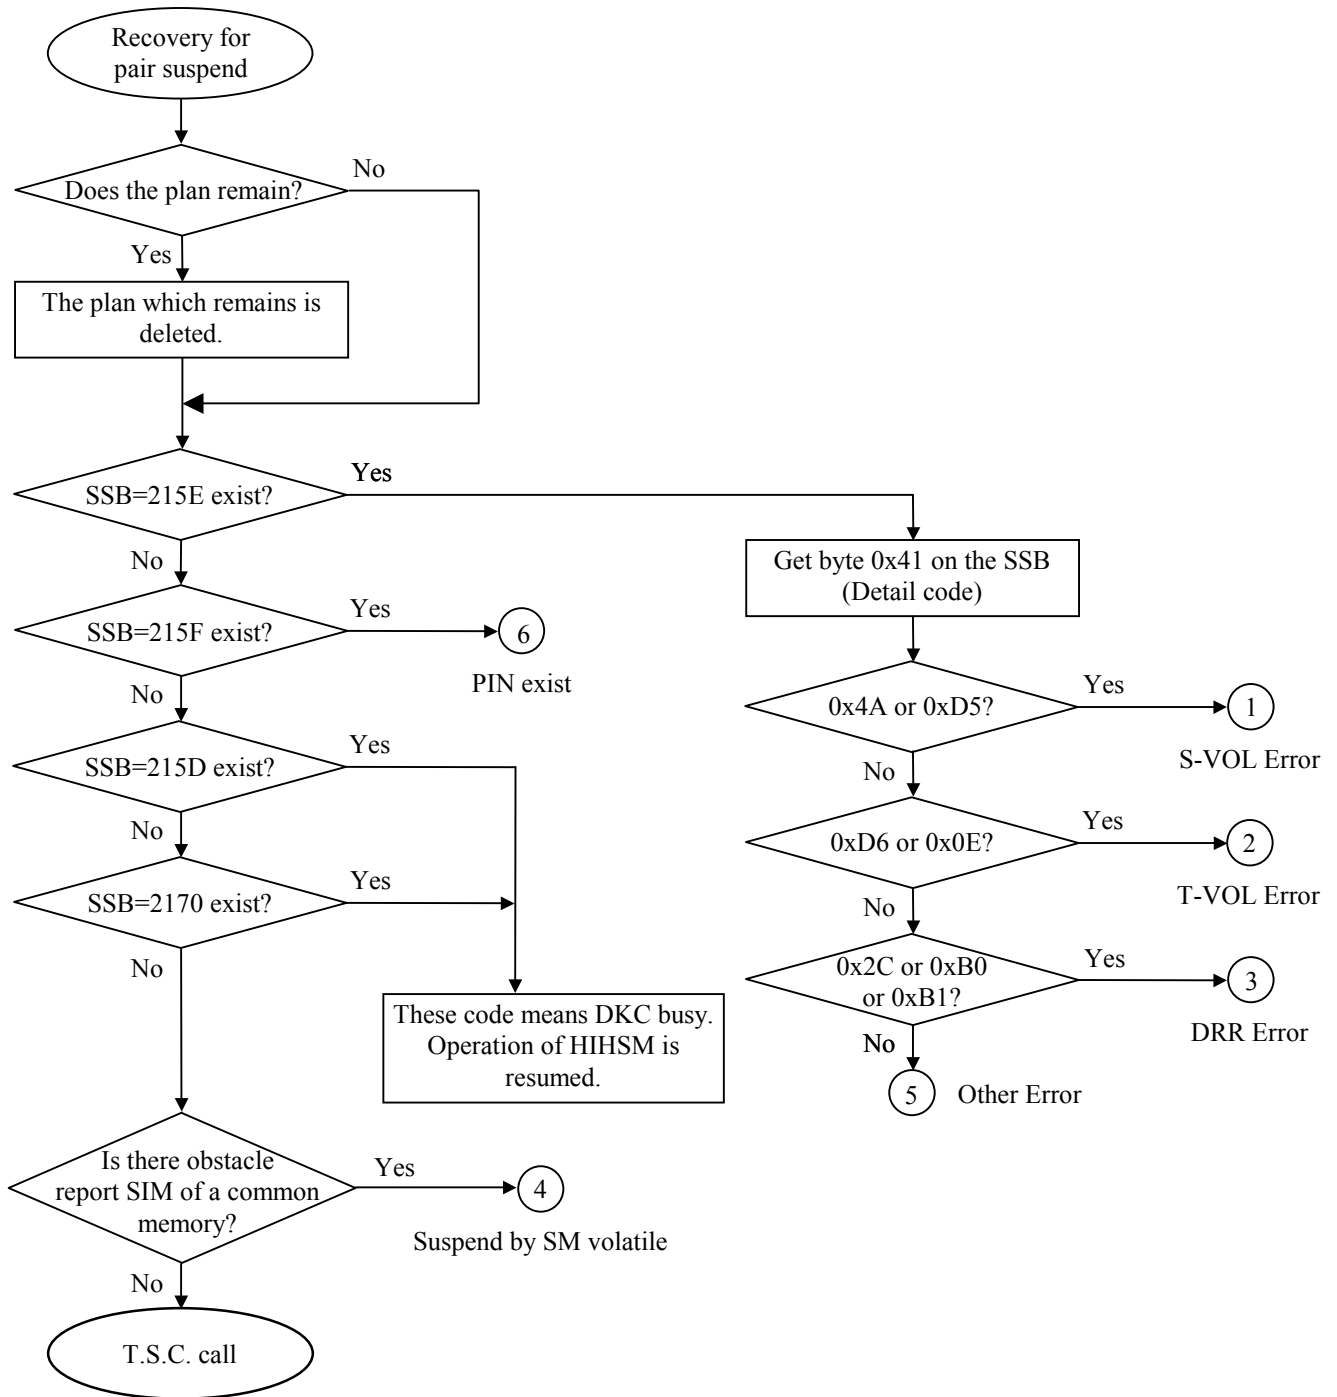 Recovery for
pair suspend
No
Does the plan remain?
Yes
The plan which remains is
deleted.
Yes
SSB=215E exist?
No
Get byte 0x41 on the SSB
(Detail code)
Yes
SSB=215F exist?
6
PIN exist
No
Yes
0x4A or 0xD5?
1
S-VOL Error
No
Yes
SSB=215D exist?
No
Yes
0xD6 or 0x0E?
2
T-VOL Error
No
Yes
SSB=2170 exist?
No
Yes
0x2C or 0xB0
or 0xB1?
3
DRR Error
No
These code means DKC busy.
Operation of HIHSM is
resumed.
5
Other Error
Is there obstacle
report SIM of a common
memory?
Yes
4
Suspend by SM volatile
No
T.S.C. call